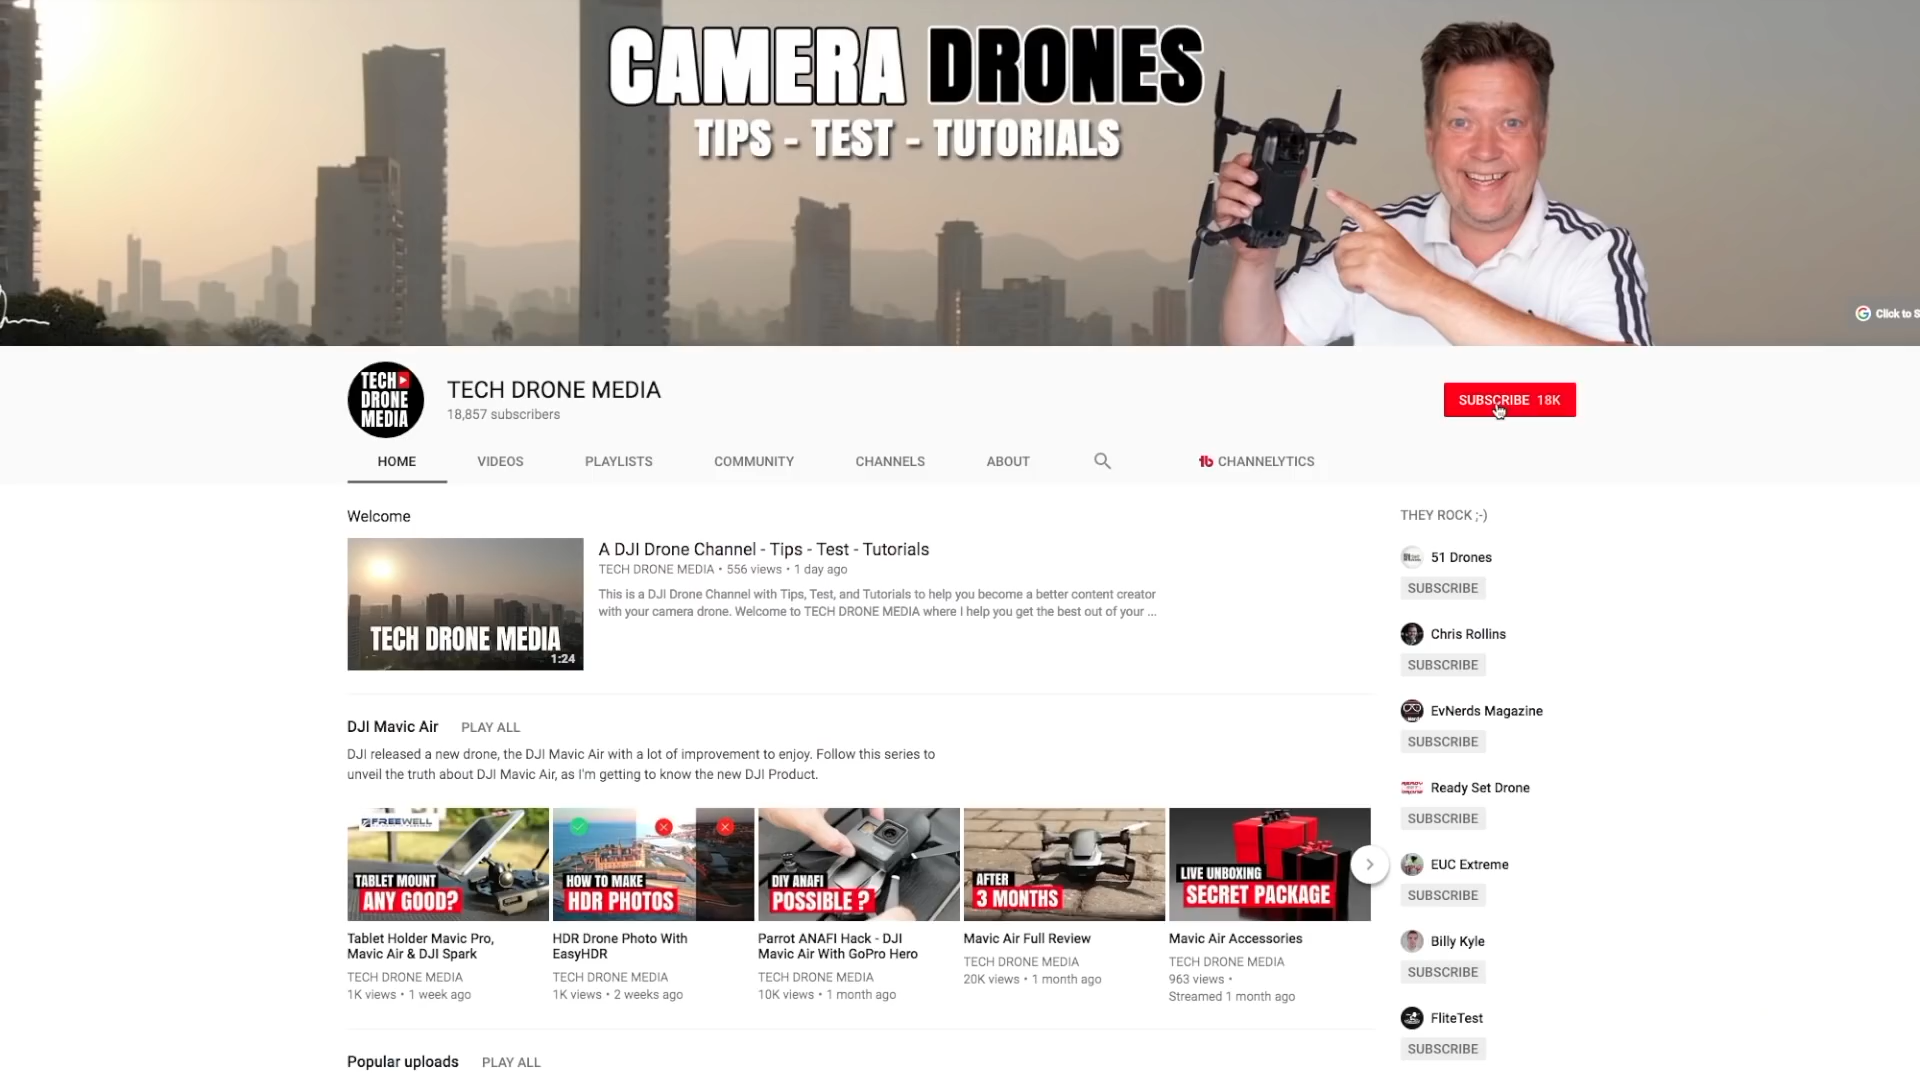 CAMERA DRONES
TIPS - TEST - TUTORIALS
Click to S
TECH
DRONE
MEDIA
TECH DRONE MEDIA
18,857 subscribers
SUBSCRIBE 18K
HOME
VIDEOS
PLAYLISTS
COMMUNITY
CHANNELS
ABOUT
CHANNELYTICS
Welcome
TECH DRONE MEDIA
1:24
A DJI Drone Channel - Tips - Test - Tutorials
TECH DRONE MEDIA • 556 views • 1 day ago
This is a DJI Drone Channel with Tips, Test, and Tutorials to help you become a better content creator
with your camera drone. Welcome to TECH DRONE MEDIA where I help you get the best out of your ...
DJI Mavic Air PLAY ALL
DJI released a new drone, the DJI Mavic Air with a lot of improvement to enjoy. Follow this series to
unveil the truth about DJI Mavic Air, as I'm getting to know the new DJI Product.
FREEWELL
TABLET MOUNT
ANY GOOD?
Tablet Holder Mavic Pro,
Mavic Air & DJI Spark
TECH DRONE MEDIA
1K views • 1 week ago
HOW TO MAKE
HDR PHOTOS
HDR Drone Photo With
EasyHDR
TECH DRONE MEDIA
1K views • 2 weeks ago
DIY ANAFI
POSSIBLE ?
Parrot ANAFI Hack - DJI
Mavic Air With GoPro Hero
TECH DRONE MEDIA
10K views • 1 month ago
AFTER
3 MONTHS
Mavic Air Full Review
TECH DRONE MEDIA
20K views • 1 month ago
LIVE UNBOXING
SECRET PACKAGE
Mavic Air Accessories
TECH DRONE MEDIA
963 views •
Streamed 1 month ago
Popular uploads PLAY ALL
THEY ROCK ;-)
51 Drones
SUBSCRIBE
Chris Rollins
SUBSCRIBE
EvNerds Magazine
SUBSCRIBE
Ready Set Drone
SUBSCRIBE
EUC Extreme
SUBSCRIBE
Billy Kyle
SUBSCRIBE
FliteTest
SUBSCRIBE